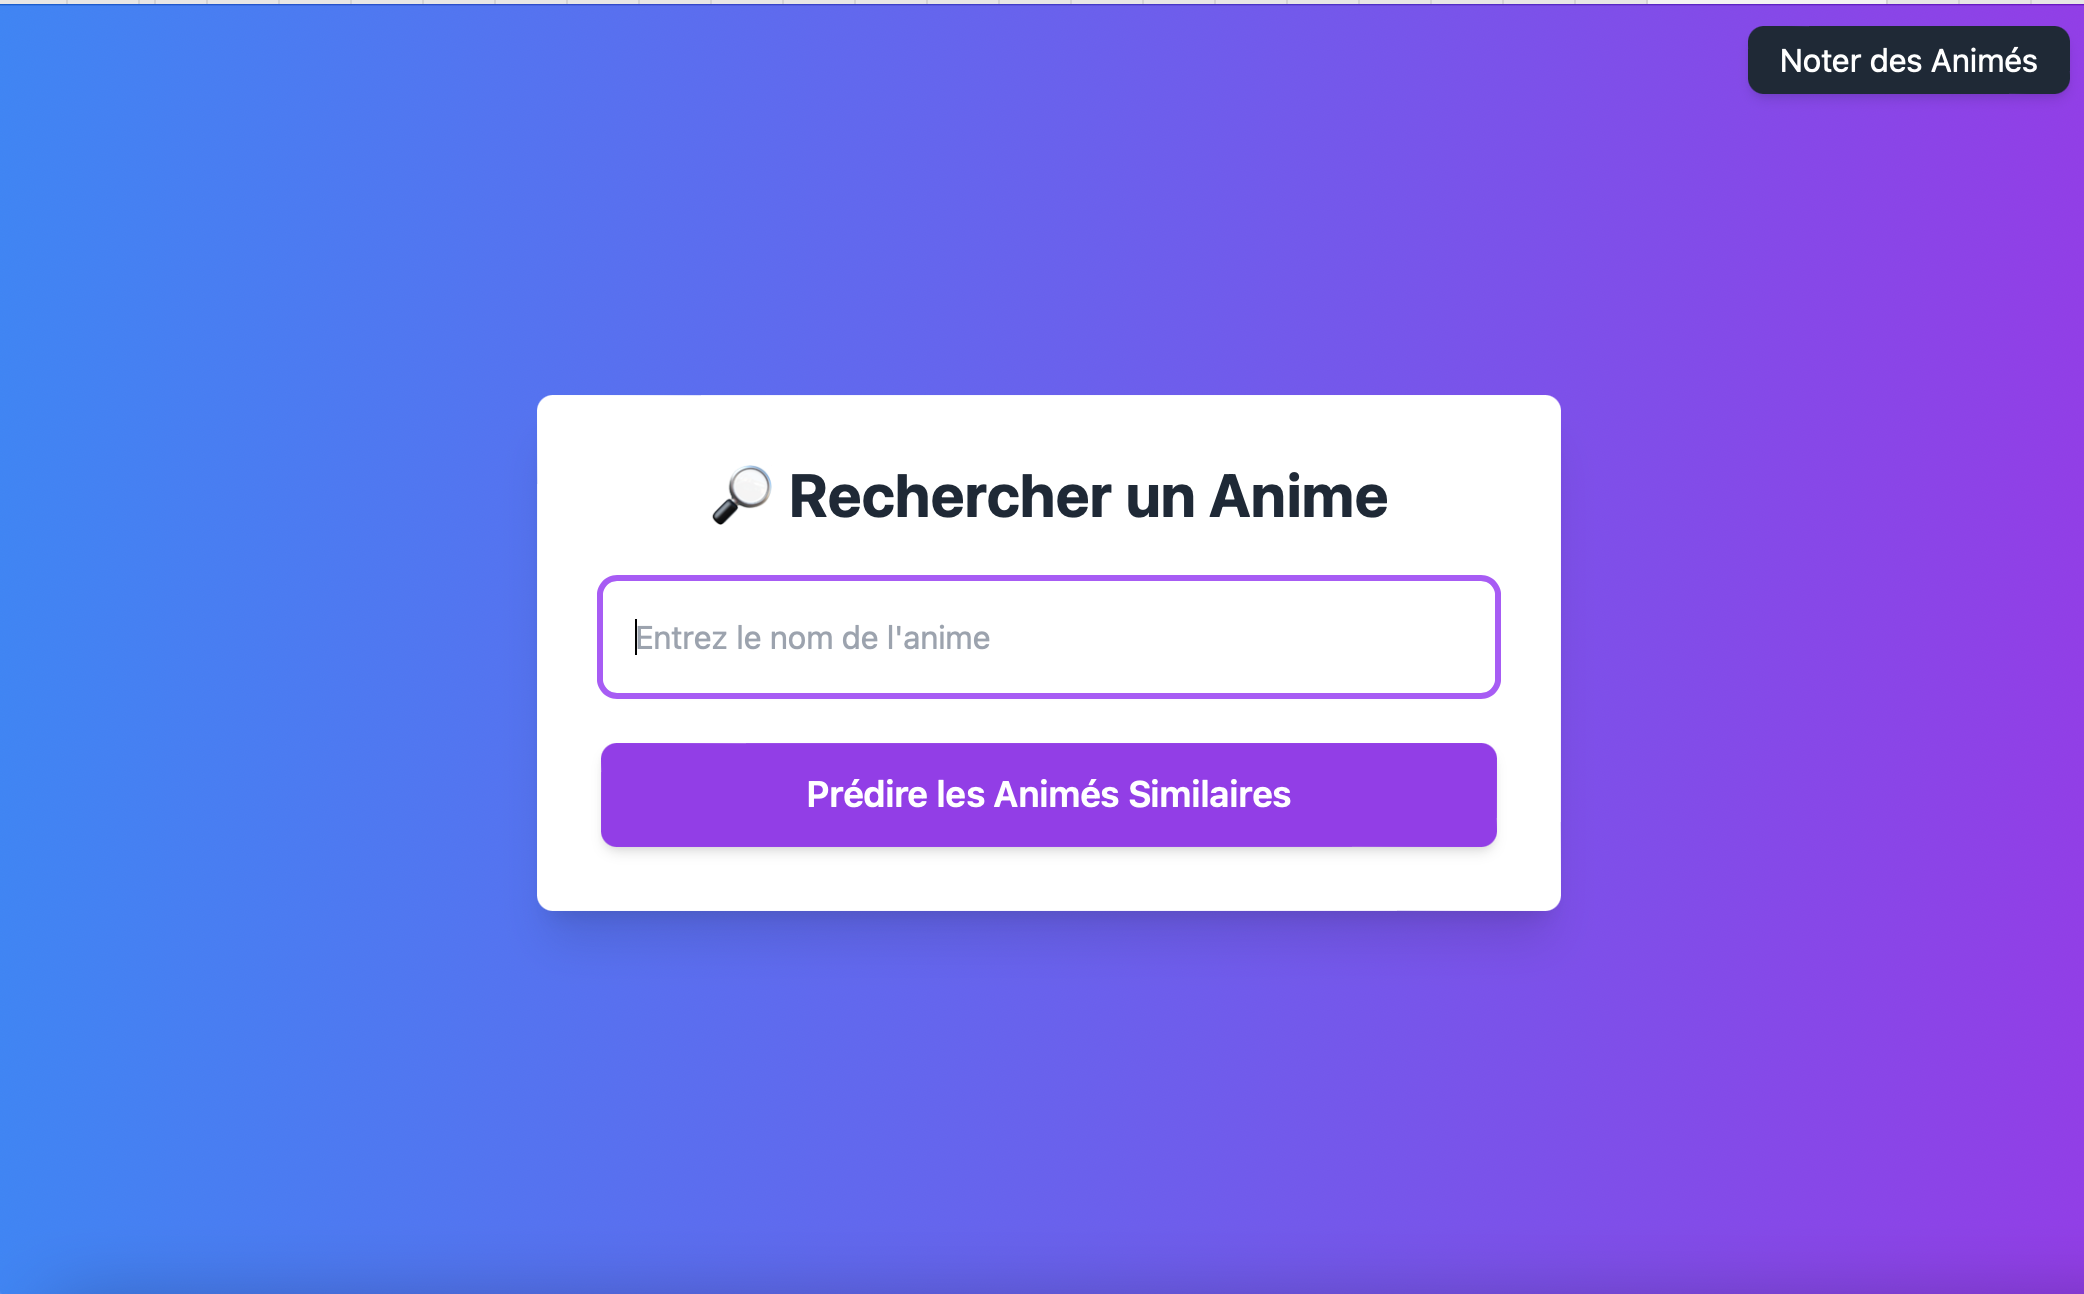 Noter des Animés
🔎 Rechercher un Anime
Entrez le nom de l'anime
Prédire les Animés Similaires